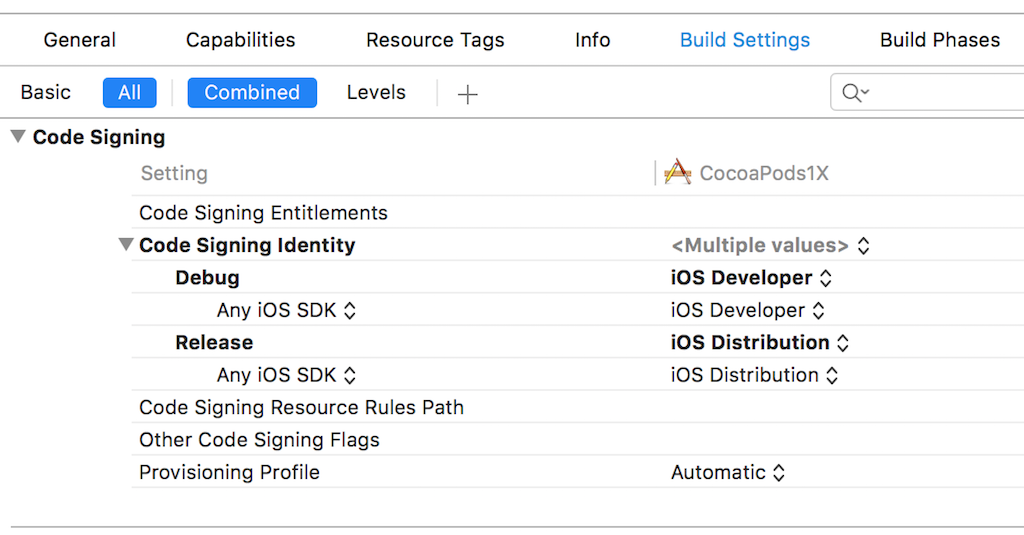 General Capabilities Resource Tags Info Build Settings Build Phases
Basic All Combined Levels +
Code Signing
Setting CocoaPods1X
Code Signing Entitlements
Code Signing Identity <Multiple values>
Debug iOS Developer
Any iOS SDK iOS Developer
Release iOS Distribution
Any iOS SDK iOS Distribution
Code Signing Resource Rules Path
Other Code Signing Flags
Provisioning Profile Automatic